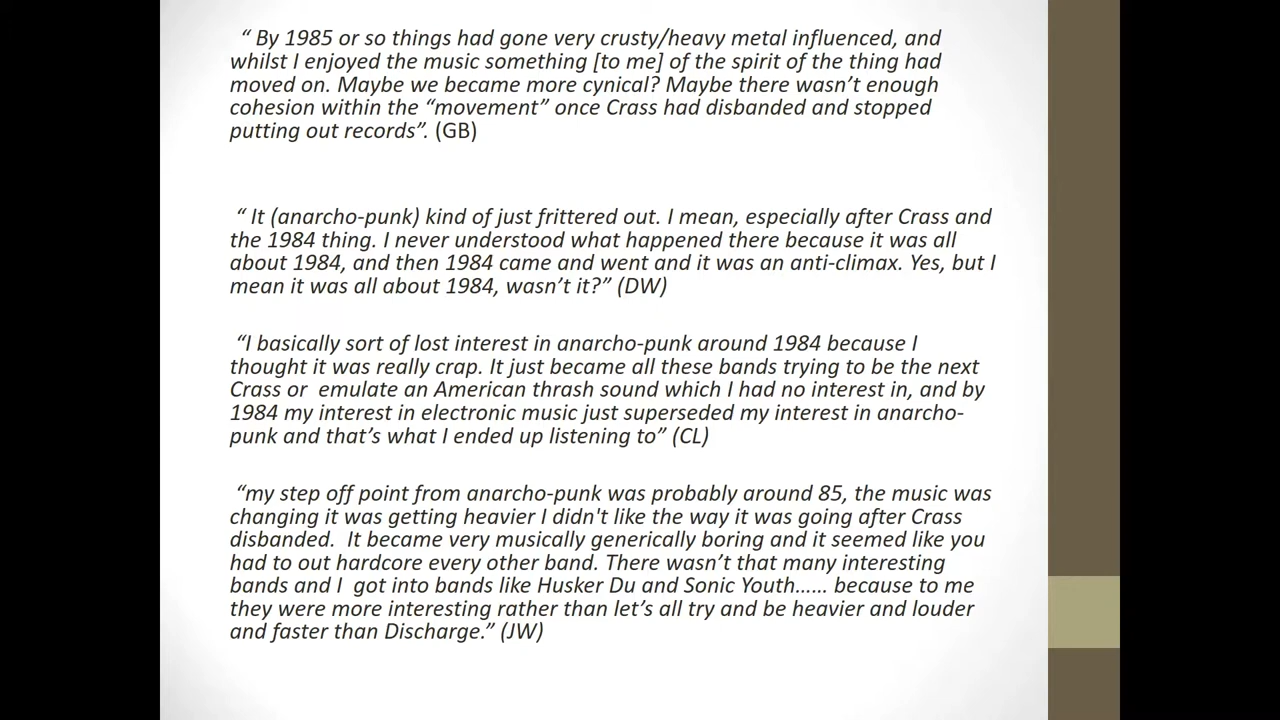 “ By 1985 or so things had gone very crusty/heavy metal influenced, and
whilst I enjoyed the music something [to me] of the spirit of the thing had
moved on. Maybe we became more cynical? Maybe there wasn’t enough
cohesion within the “movement” once Crass had disbanded and stopped
putting out records”. (GB)
“ It (anarcho-punk) kind of just frittered out. I mean, especially after Crass and
the 1984 thing. I never understood what happened there because it was all
about 1984, and then 1984 came and went and it was an anti-climax. Yes, but I
mean it was all about 1984, wasn’t it?” (DW)
“I basically sort of lost interest in anarcho-punk around 1984 because I
thought it was really crap. It just became all these bands trying to be the next
Crass or  emulate an American thrash sound which I had no interest in, and by
1984 my interest in electronic music just superseded my interest in anarcho-
punk and that’s what I ended up listening to” (CL)
“my step off point from anarcho-punk was probably around 85, the music was
changing it was getting heavier I didn't like the way it was going after Crass
disbanded.  It became very musically generically boring and it seemed like you
had to out hardcore every other band. There wasn’t that many interesting
bands and I  got into bands like Husker Du and Sonic Youth…… because to me
they were more interesting rather than let’s all try and be heavier and louder
and faster than Discharge.” (JW)